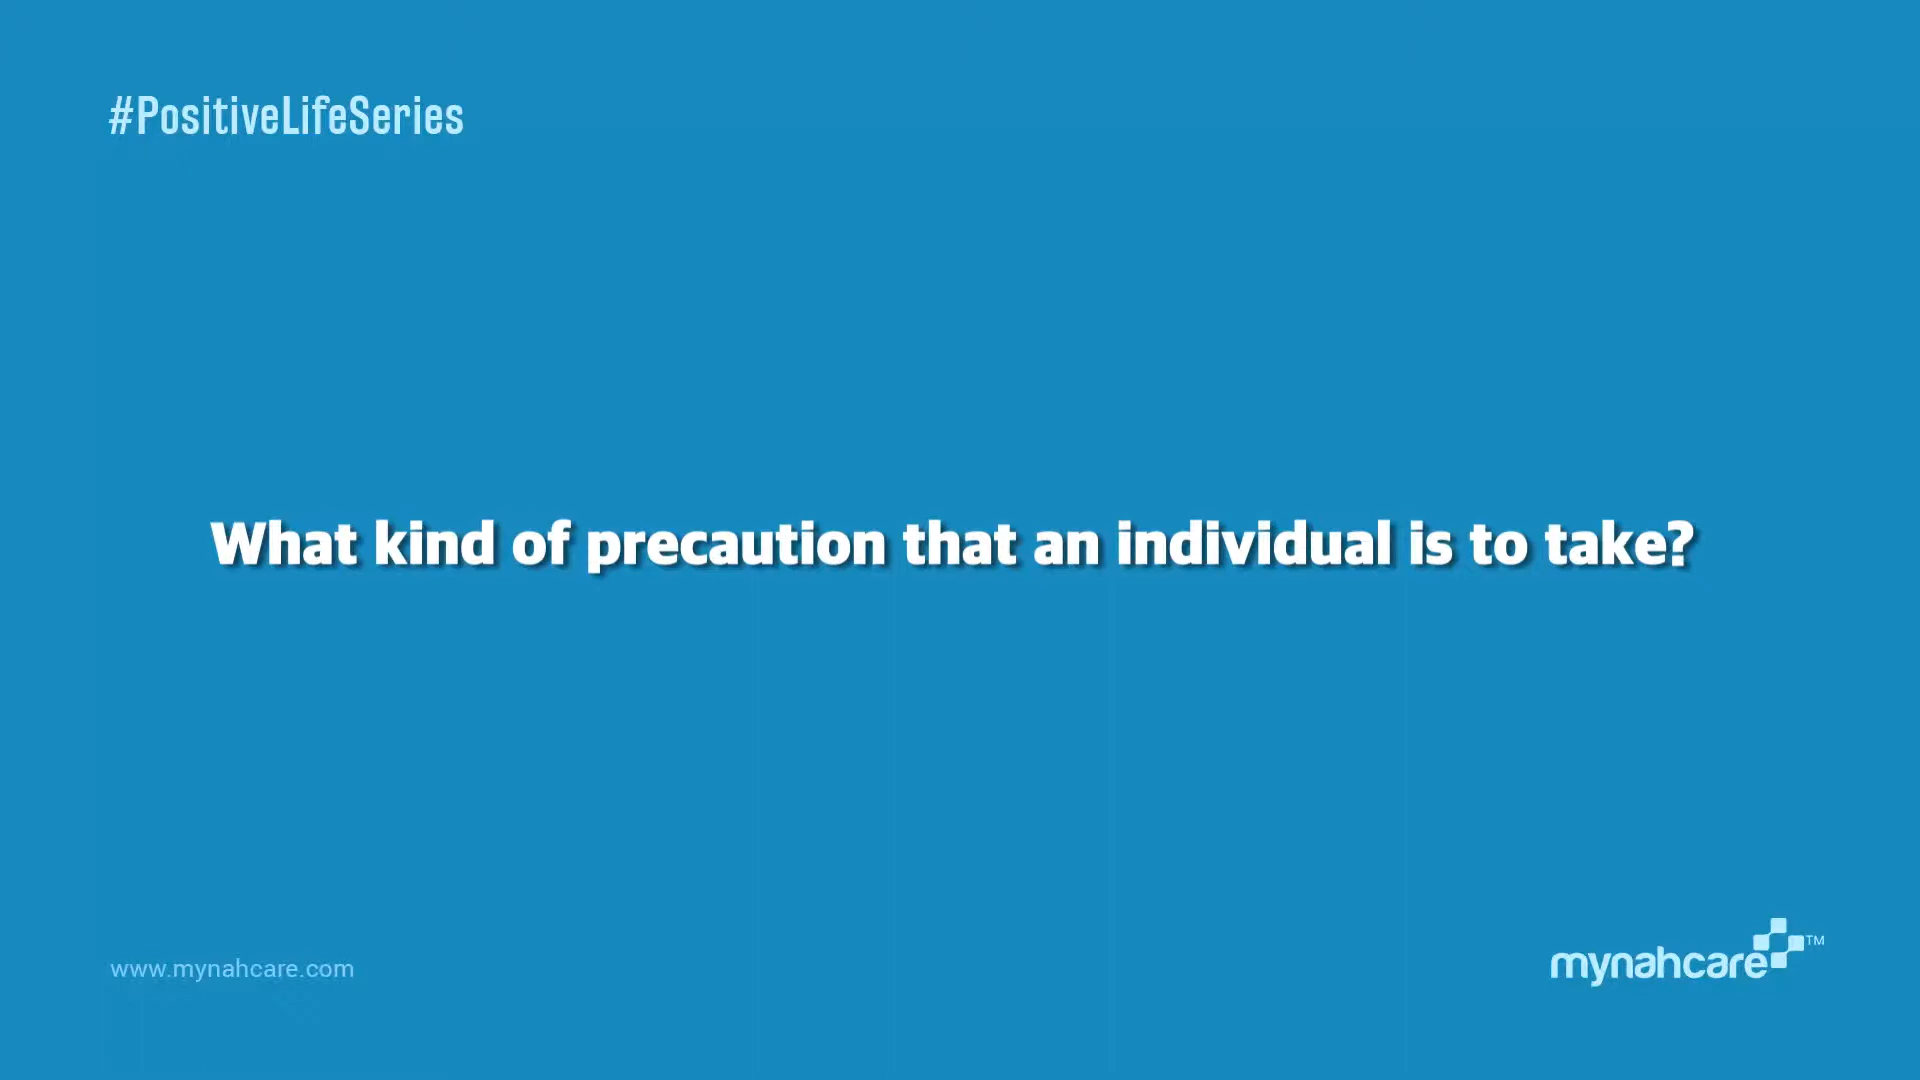 #PositiveLifeSeries
What kind of precaution that an individual is to take?
www.mynahcare.com
mynahcare™